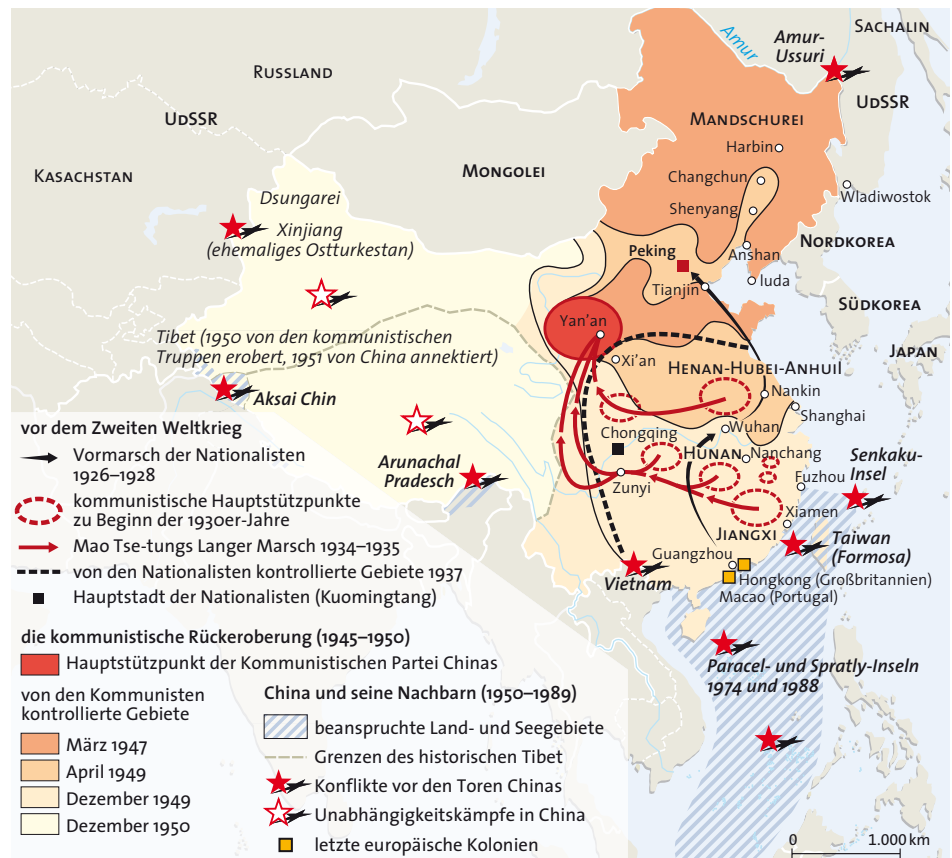 SACHALIN
Amur-
Ussuri
Amur
RUSSLAND
UdSSR
UdSSR
MANDSCHUREI
Harbin
KASACHSTAN
MONGOLEI
Changchun
Wladiwostok
Dsungarei
Shenyang
Xinjiang
(ehemaliges Ostturkestan)
NORDKOREA
Peking
Anshan
Tianjin
luda
SÜDKOREA
Yan'an
Tibet (1950 von den kommunistischen
Truppen erobert, 1951 von China annektiert)
Xi'an
JAPAN
HENAN-HUBEI-ANHUIL
Aksai Chin
Nankin
Shanghai
Chongqing
Wuhan
HUNAN
Nanchang
Senkaku-
Insel
Arunachal
Pradesch
Zunyi
Fuzhou
Xiamen
JIANGXI
Taiwan
(Formosa)
Guangzhou
Vietnam
Hongkong (Großbritannien)
Macao (Portugal)
Paracel- und Spratly-Inseln
1974 und 1988
vor dem Zweiten Weltkrieg
Vormarsch der Nationalisten
1926–1928
kommunistische Hauptstützpunkte
zu Beginn der 1930er-Jahre
Mao Tse-tungs Langer Marsch 1934–1935
von den Nationalisten kontrollierte Gebiete 1937
Hauptstadt der Nationalisten (Kuomingtang)
die kommunistische Rückeroberung (1945–1950)
Hauptstützpunkt der Kommunistischen Partei Chinas
von den Kommunisten
kontrollierte Gebiete
März 1947
April 1949
Dezember 1949
Dezember 1950
China und seine Nachbarn (1950–1989)
beanspruchte Land- und Seegebiete
Grenzen des historischen Tibet
Konflikte vor den Toren Chinas
Unabhängigkeitskämpfe in China
letzte europäische Kolonien
0 1.000 km